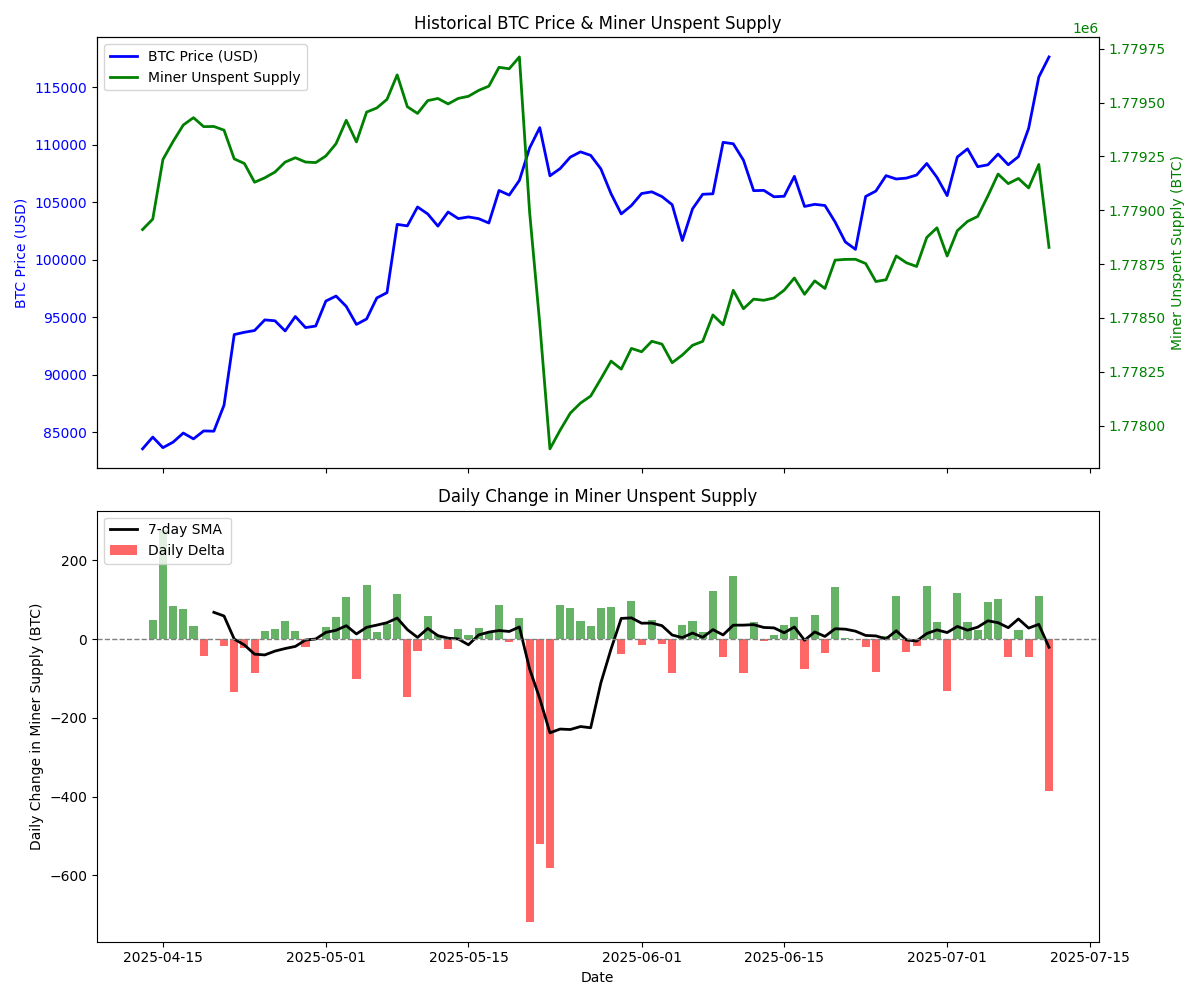 Historical BTC Price & Miner Unspent Supply
1e6
BTC Price (USD)
Miner Unspent Supply
115000
110000
105000
100000
95000
90000
85000
BTC Price (USD)
1.77975
1.77950
1.77925
1.77900
1.77875
1.77850
1.77825
1.77800
Miner Unspent Supply (BTC)
Daily Change in Miner Unspent Supply
7-day SMA
Daily Delta
200
0
−200
−400
−600
Daily Change in Miner Supply (BTC)
2025-04-15
2025-05-01
2025-05-15
2025-06-01
2025-06-15
2025-07-01
2025-07-15
Date